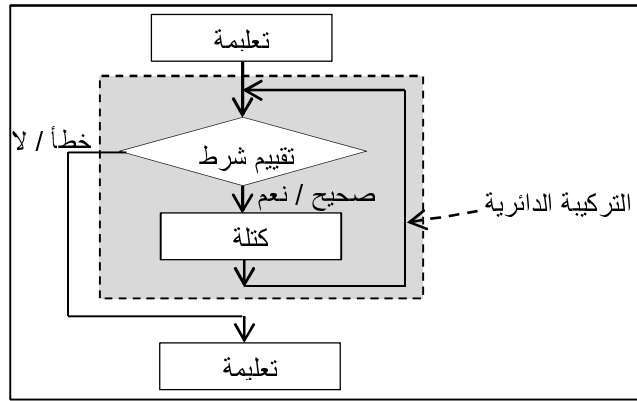 تعليمة
خطأ / لا
تقييم شرط
صحيح / نعم
التركيبة الدائرية
كتلة
تعليمة